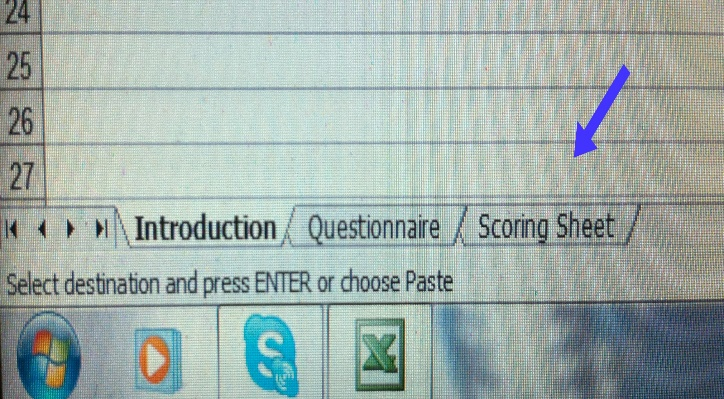 24
25
26
27
Introduction Questionnaire Scoring Sheet
Select destination and press ENTER or choose Paste